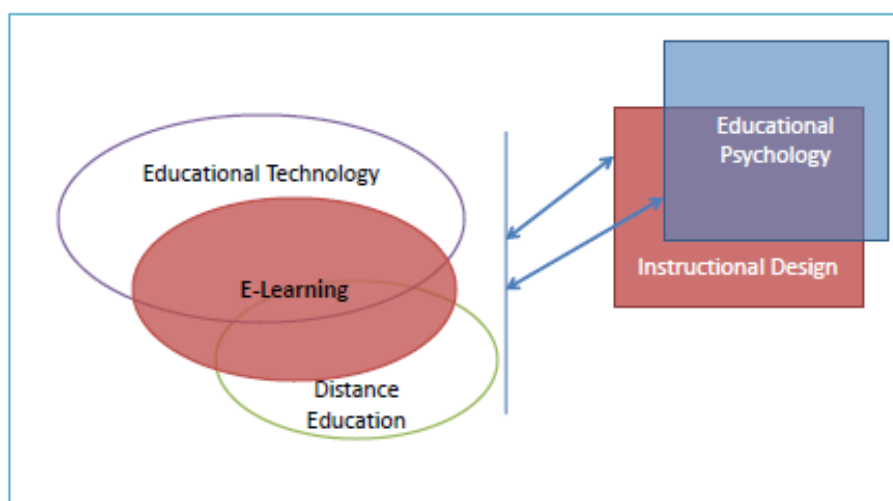 Educational Technology
E-Learning
Distance
Education
Educational
Psychology
Instructional Design